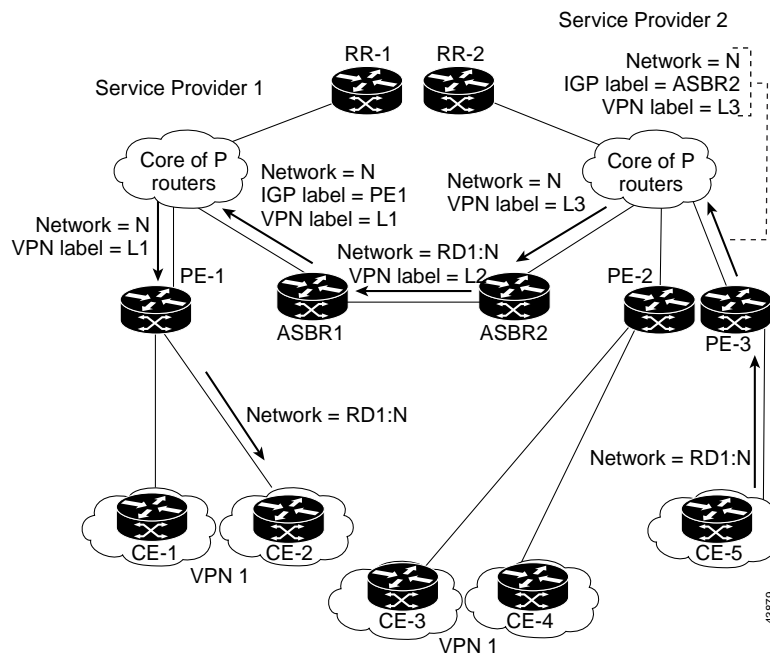 Service Provider 2
RR-1
RR-2
Service Provider 1
Network = N
IGP label = ASBR2
VPN label = L3
Core of P
routers
Network = N
IGP label = PE1
VPN label = L1
Network = N
VPN label = L3
Core of P
routers
Network = N
VPN label = L1
Network = RD1:N
VPN label = L2
PE-1
PE-2
ASBR1
ASBR2
PE-3
Network = RD1:N
Network = RD1:N
CE-1
CE-2
CE-5
VPN 1
CE-3
CE-4
VPN 1